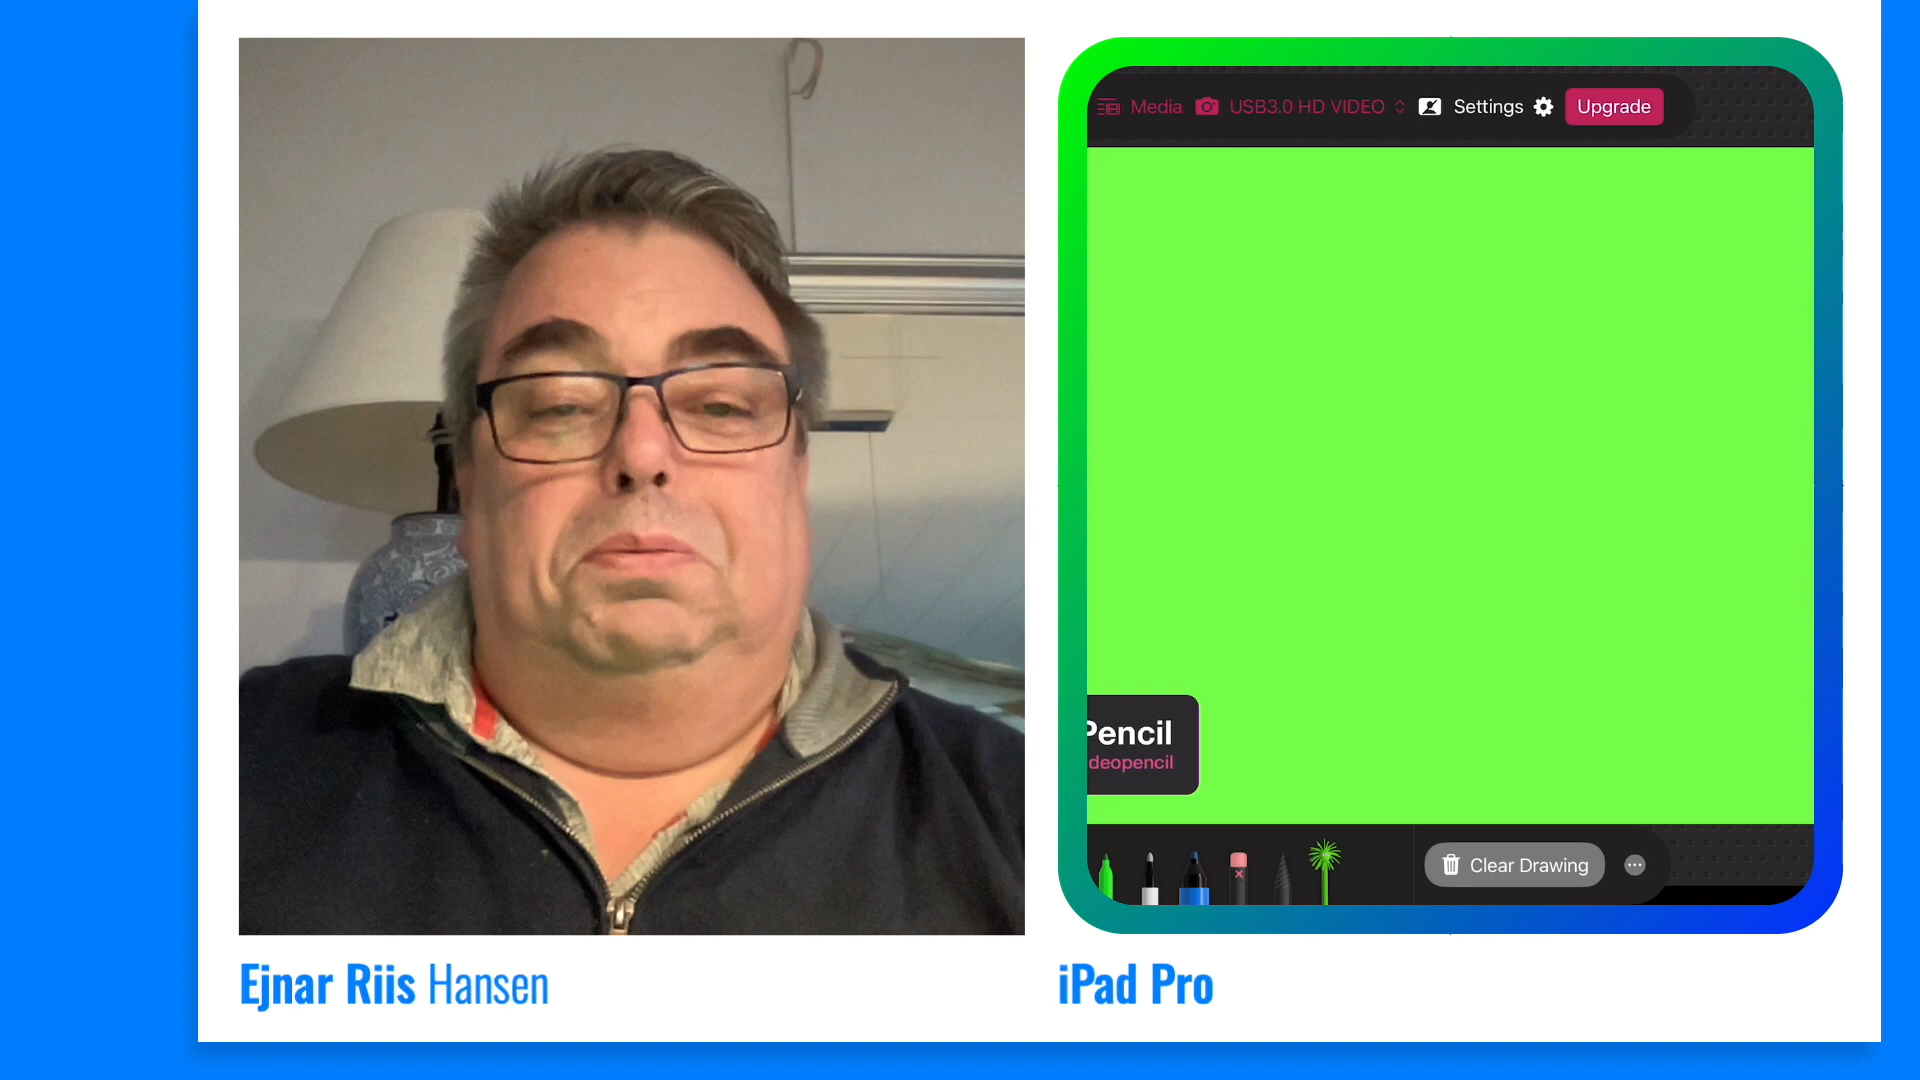 Media USB3.0 HD VIDEO Settings Upgrade
Pencil
deopencil
Clear Drawing
Ejnar Riis Hansen
iPad Pro